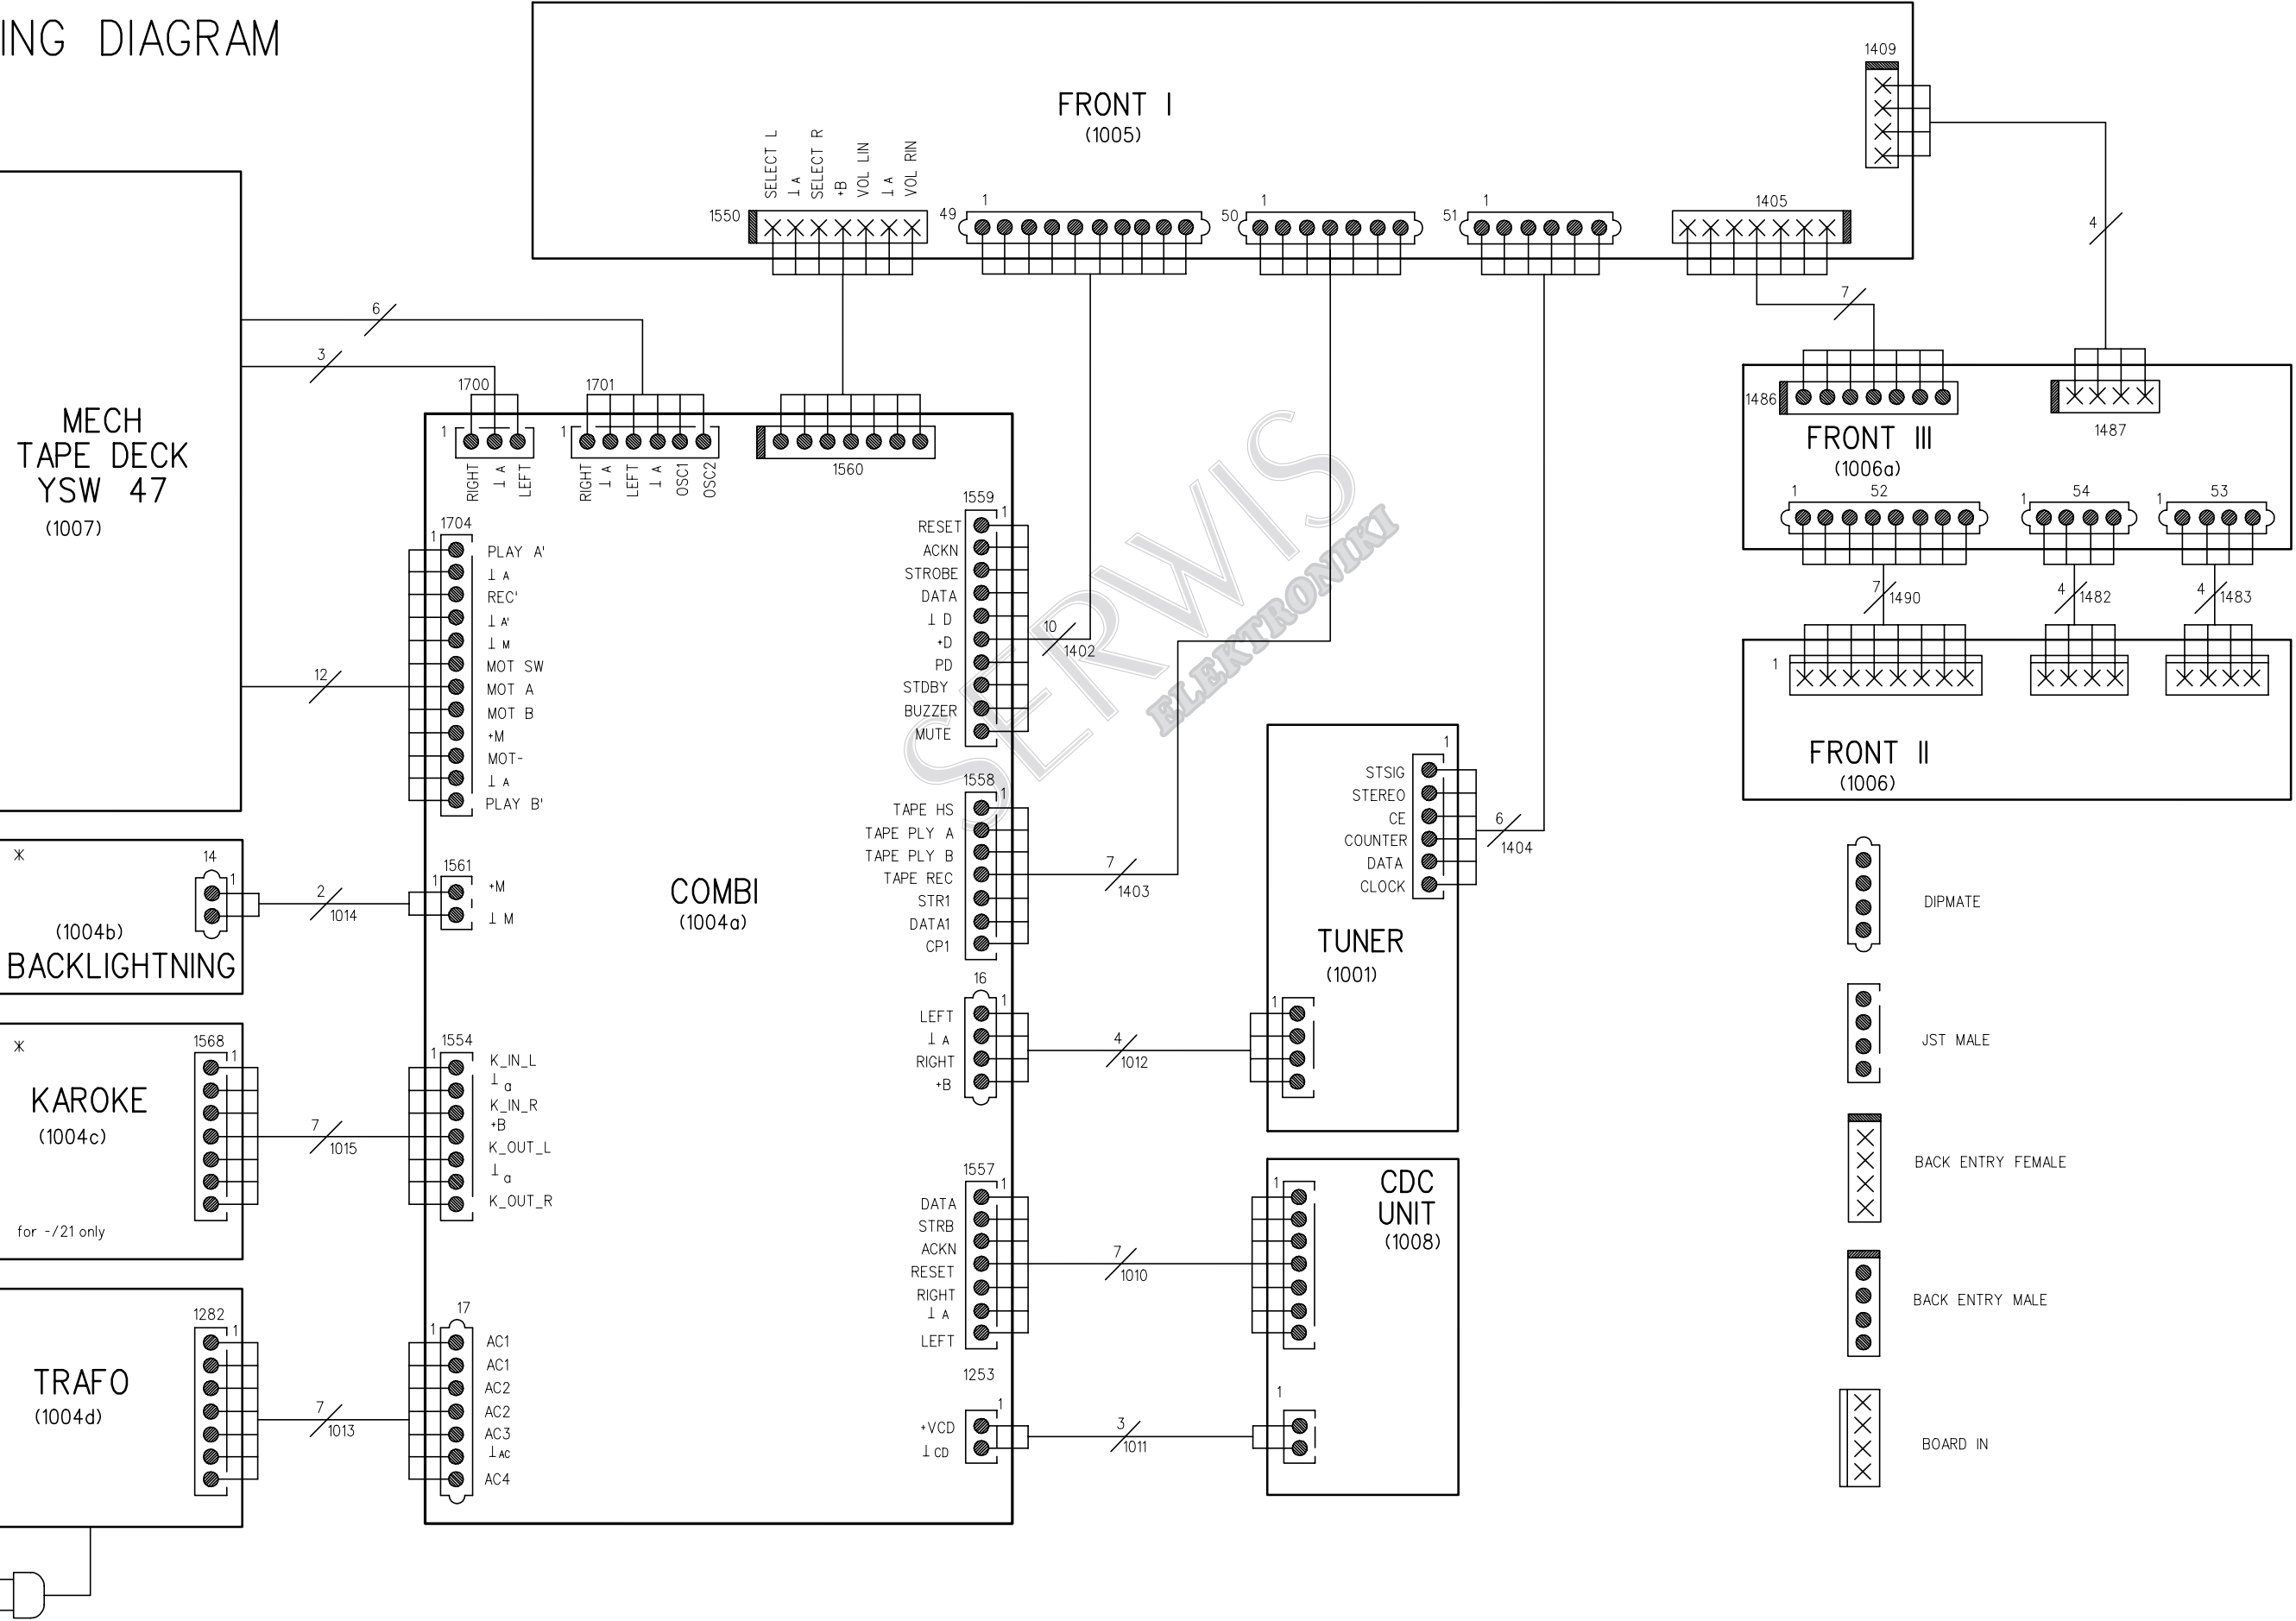 ING DIAGRAM
FRONT I
(1005)
1409
SELECT L
⊥ A
SELECT R
+B
VOL LIN
⊥ A
VOL RIN
1550
49
1
50
1
51
1
1405
4
7
6
3
MECH
TAPE DECK
YSW 47
(1007)
1700
1
RIGHT
⊥ A
LEFT
1701
1
RIGHT
⊥ A
LEFT
⊥ A
OSC1
OSC2
1560
1486
1487
FRONT III
(1006a)
1
52
1
54
1
53
7
1490
4
1482
4
1483
1
FRONT II
(1006)
1704
1
PLAY A'
⊥ A
REC'
⊥ A'
⊥ M
MOT SW
MOT A
MOT B
+M
MOT-
⊥ A
PLAY B'
12
1559
1
RESET
ACKN
STROBE
DATA
⊥ D
+D
PD
STDBY
BUZZER
MUTE
10
1402
SERWIS
ELEKTRONIKI
1558
1
TAPE HS
TAPE PLY A
TAPE PLY B
TAPE REC
STR1
DATA1
CP1
7
1403
COMBI
(1004a)
1
STSIG
STEREO
CE
COUNTER
DATA
CLOCK
6
1404
TUNER
(1001)
1
*
14
1
(1004b)
BACKLIGHTNING
2
1014
1561
1
+M
⊥ M
16
1
LEFT
⊥ A
RIGHT
+B
4
1012
*
1568
1
KAROKE
(1004c)
for -/21 only
7
1015
1554
1
K_IN_L
⊥ a
K_IN_R
+B
K_OUT_L
⊥ a
K_OUT_R
1557
1
DATA
STRB
ACKN
RESET
RIGHT
⊥ A
LEFT
7
1010
1
CDC
UNIT
(1008)
1282
1
TRAFO
(1004d)
7
1013
17
1
AC1
AC1
AC2
AC2
AC3
⊥ AC
AC4
1253
1
+VCD
⊥ CD
3
1011
1
DIPMATE
JST MALE
BACK ENTRY FEMALE
BACK ENTRY MALE
BOARD IN